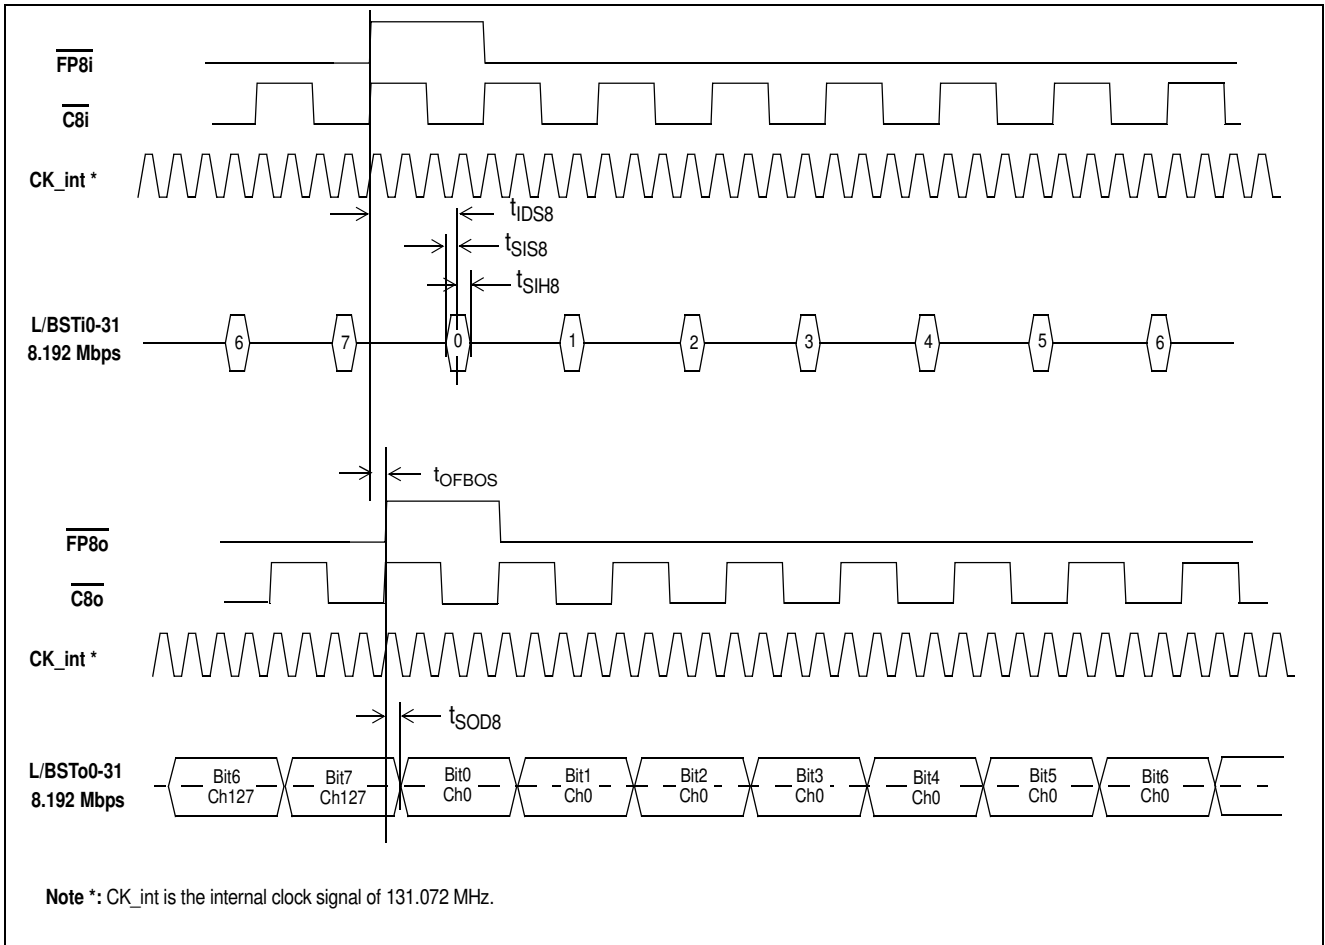 FP8i
C8i
CK_int *
tIDS8
tSIS8
tSIH8
L/BSTi0-31
8.192 Mbps
6 7 0 1 2 3 4 5 6
tOFBOS
FP8o
C8o
CK_int *
tSOD8
L/BSTo0-31
8.192 Mbps
Bit6 Bit7 Bit0 Bit1 Bit2 Bit3 Bit4 Bit5 Bit6
Ch127 Ch127 Ch0 Ch0 Ch0 Ch0 Ch0 Ch0 Ch0
Note *: CK_int is the internal clock signal of 131.072 MHz.